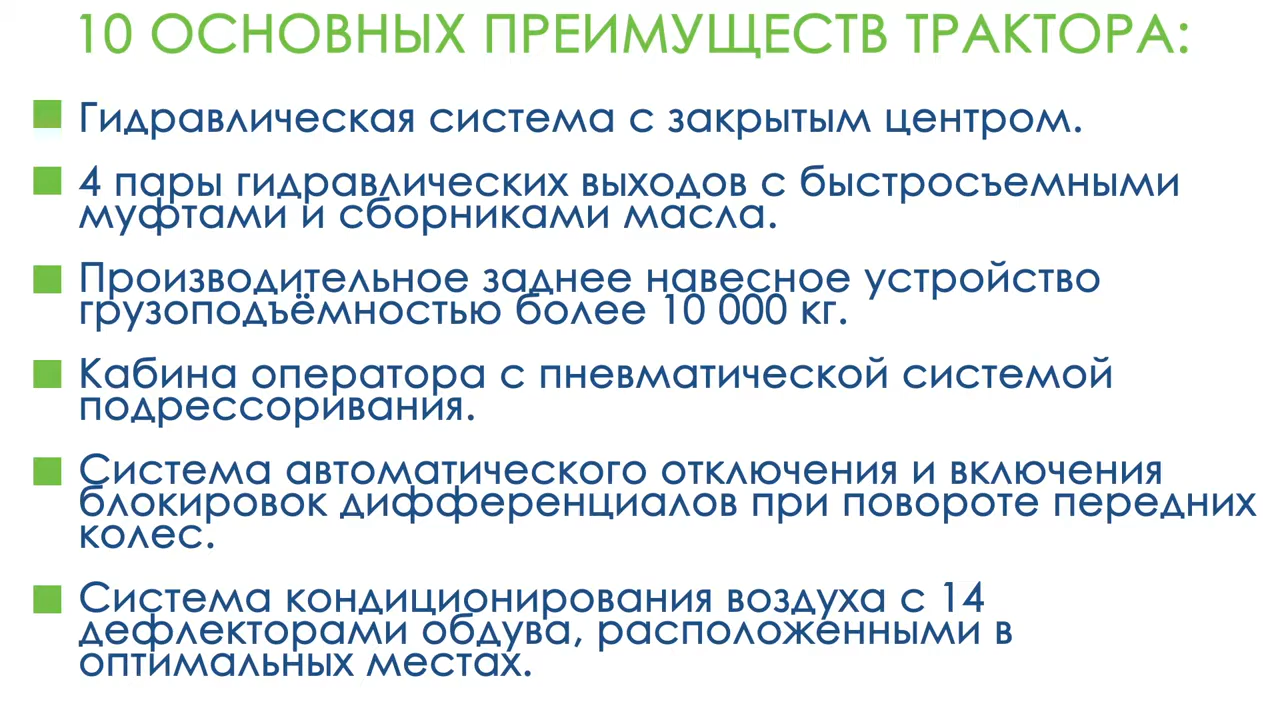 10 ОСНОВНЫХ ПРЕИМУЩЕСТВ ТРАКТОРА:
Гидравлическая система с закрытым центром.
4 пары гидравлических выходов с быстросъемными
муфтами и сборниками масла.
Производительное заднее навесное устройство
грузоподъёмностью более 10 000 кг.
Кабина оператора с пневматической системой
подрессоривания.
Система автоматического отключения и включения
блокировок дифференциалов при повороте передних
колес.
Система кондиционирования воздуха с 14
дефлекторами обдува, расположенными в
оптимальных местах.